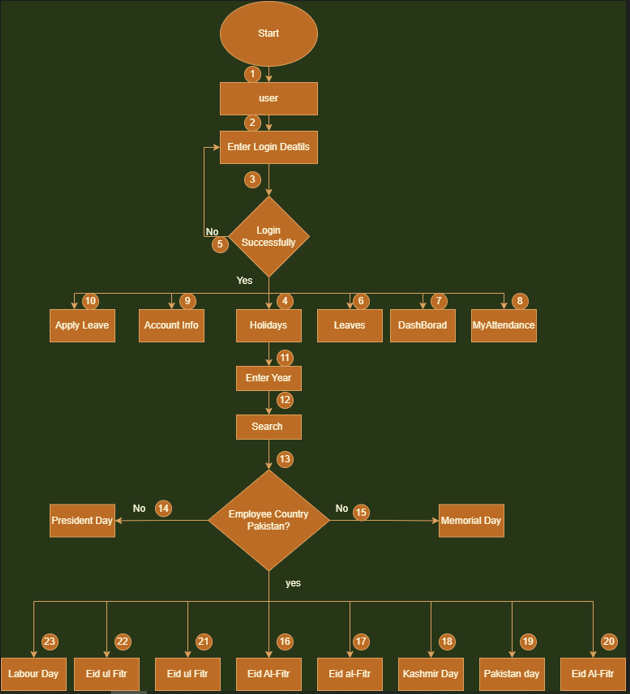 Start
1
user
2
Enter Login Deatils
3
No
5
Login
Successfully
Yes
10
9
4
6
7
8
Apply Leave
Account Info
Holidays
Leaves
DashBorad
MyAttendance
11
Enter Year
12
Search
13
President Day
No
14
Employee Country
Pakistan?
No
15
Memorial Day
yes
23
22
21
16
17
18
19
20
Labour Day
Eid ul Fitr
Eid ul Fitr
Eid Al-Fitr
Eid al-Fitr
Kashmir Day
Pakistan day
Eid Al-Fitr